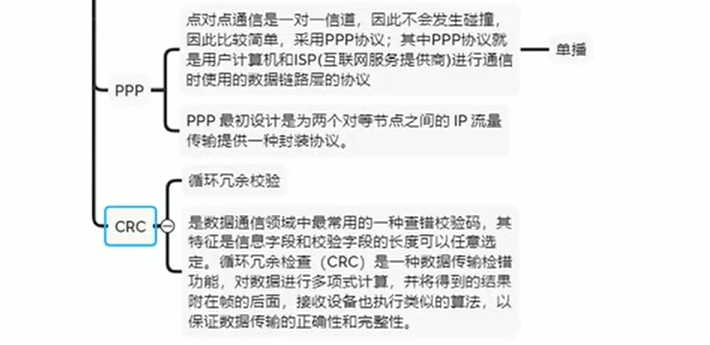 PPP
点对点通信是一对一信道，因此不会发生碰撞，
因此比较简单，采用PPP协议；其中PPP协议就
是用户计算机和ISP(互联网服务提供商)进行通信
时使用的数据链路层的协议
单播
PPP 最初设计是为两个对等节点之间的 IP 流量
传输提供一种封装协议。
CRC
循环冗余校验
是数据通信领域中最常用的一种查错校验码，其
特征是信息字段和校验字段的长度可以任意选
定。循环冗余检查（CRC）是一种数据传输检错
功能，对数据进行多项式计算，并将得到的结果
附在帧的后面，接收设备也执行类似的算法，以
保证数据传输的正确性和完整性。